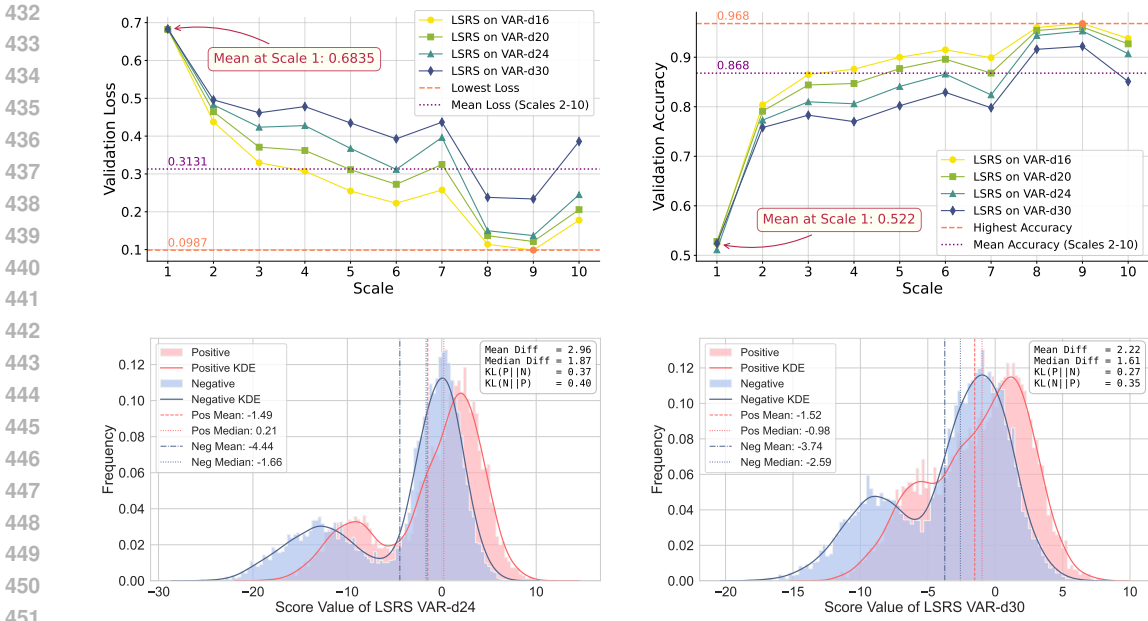 432
433
434
435
436
437
438
439
440
441
442
443
444
445
446
447
448
449
450
451
0.7
0.6
0.5
0.4
0.3
0.2
0.1
Validation Loss
Mean at Scale 1: 0.6835
0.3131
0.0987
LSRS on VAR-d16
LSRS on VAR-d20
LSRS on VAR-d24
LSRS on VAR-d30
Lowest Loss
Mean Loss (Scales 2-10)
1 2 3 4 5 6 7 8 9 10
Scale
0.9
0.8
0.7
0.6
0.5
Validation Accuracy
0.968
0.868
Mean at Scale 1: 0.522
LSRS on VAR-d16
LSRS on VAR-d20
LSRS on VAR-d24
LSRS on VAR-d30
Highest Accuracy
Mean Accuracy (Scales 2-10)
1 2 3 4 5 6 7 8 9 10
Scale
0.12
0.10
0.08
0.06
0.04
0.02
0.00
Frequency
Positive
Positive KDE
Negative
Negative KDE
Pos Mean: -1.49
Pos Median: 0.21
Neg Mean: -4.44
Neg Median: -1.66
Mean Diff = 2.96
Median Diff = 1.87
KL(P||N) = 0.37
KL(N||P) = 0.40
−30 −20 −10 0 10
Score Value of LSRS VAR-d24
0.12
0.10
0.08
0.06
0.04
0.02
0.00
Frequency
Positive
Positive KDE
Negative
Negative KDE
Pos Mean: -1.52
Pos Median: -0.98
Neg Mean: -3.74
Neg Median: -2.59
Mean Diff = 2.22
Median Diff = 1.61
KL(P||N) = 0.27
KL(N||P) = 0.35
−20 −15 −10 −5 0 5 10
Score Value of LSRS VAR-d30